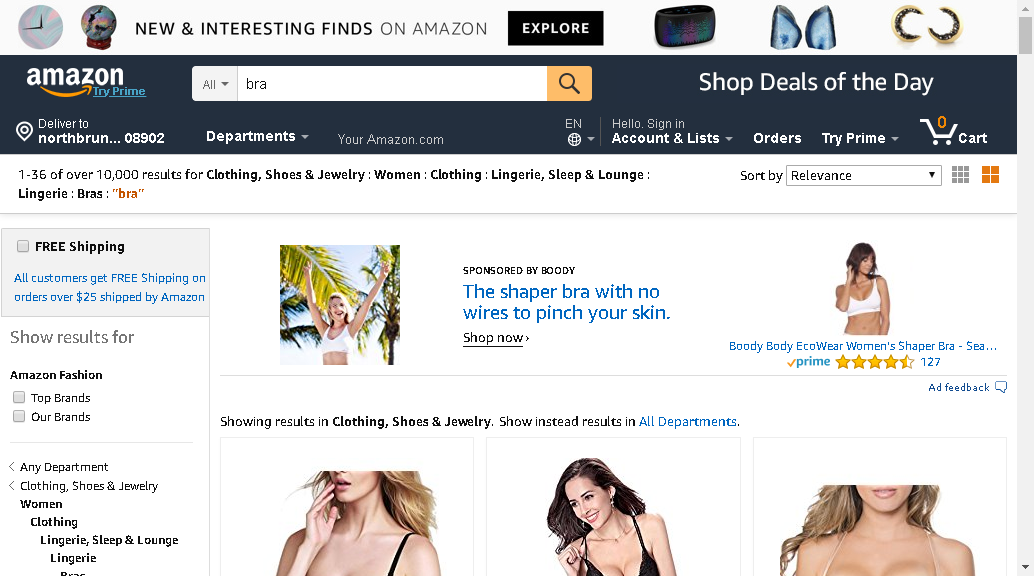 NEW & INTERESTING FINDS ON AMAZON EXPLORE
amazon
Try Prime
All bra
Shop Deals of the Day
Deliver to
northbrun... 08902
Departments
Your Amazon.com
EN
Hello. Sign in
Account & Lists
Orders
Try Prime
0
Cart
1-36 of over 10,000 results for Clothing, Shoes & Jewelry : Women : Clothing : Lingerie, Sleep & Lounge :
Lingerie : Bras : "bra"
Sort by Relevance
FREE Shipping
All customers get FREE Shipping on
orders over $25 shipped by Amazon
Show results for
Amazon Fashion
Top Brands
Our Brands
Any Department
Clothing, Shoes & Jewelry
Women
Clothing
Lingerie, Sleep & Lounge
Lingerie
Bras
SPONSORED BY BOODY
The shaper bra with no
wires to pinch your skin.
Shop now ›
Boody Body EcoWear Women's Shaper Bra - Sea...
prime 127
Ad feedback
Showing results in Clothing, Shoes & Jewelry. Show instead results in All Departments.